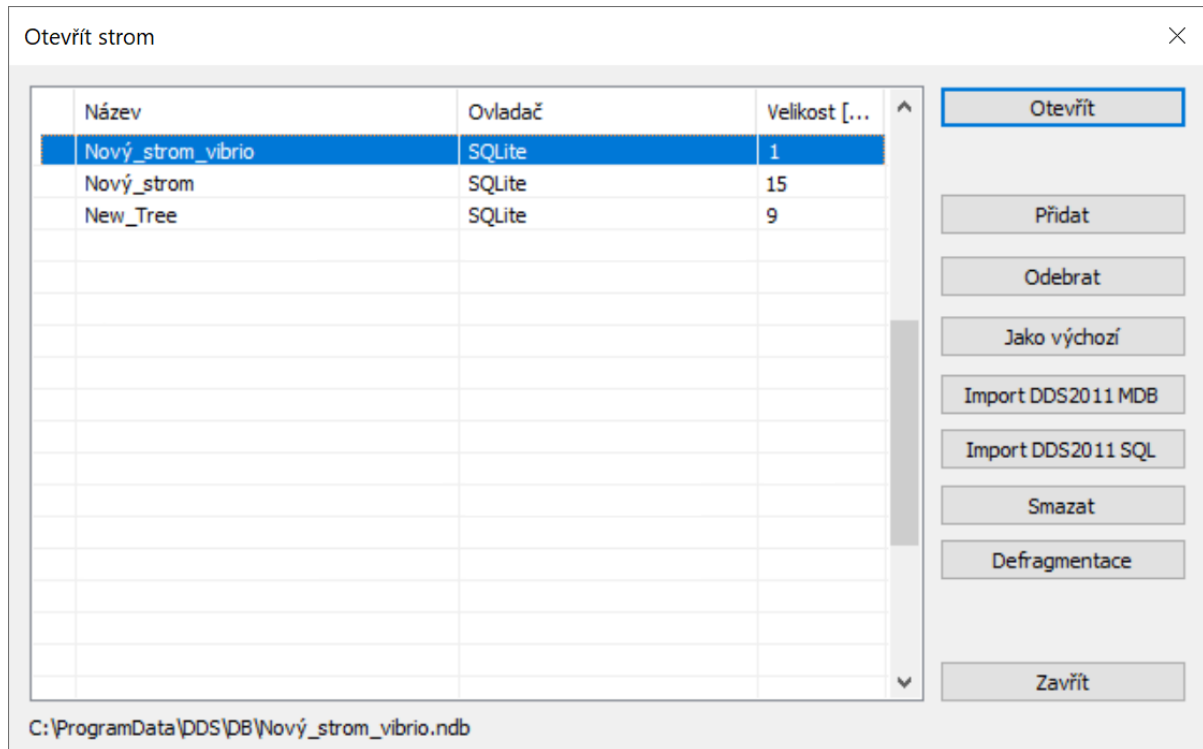 Otevřít strom
Název Ovladač Velikost [...
Nový_strom_vibrio SQLite 1
Nový_strom SQLite 15
New_Tree SQLite 9
Otevřít
Přidat
Odebrat
Jako výchozí
Import DDS2011 MDB
Import DDS2011 SQL
Smazat
Defragmentace
Zavřít
C:\ProgramData\DDS\DB\Nový_strom_vibrio.ndb